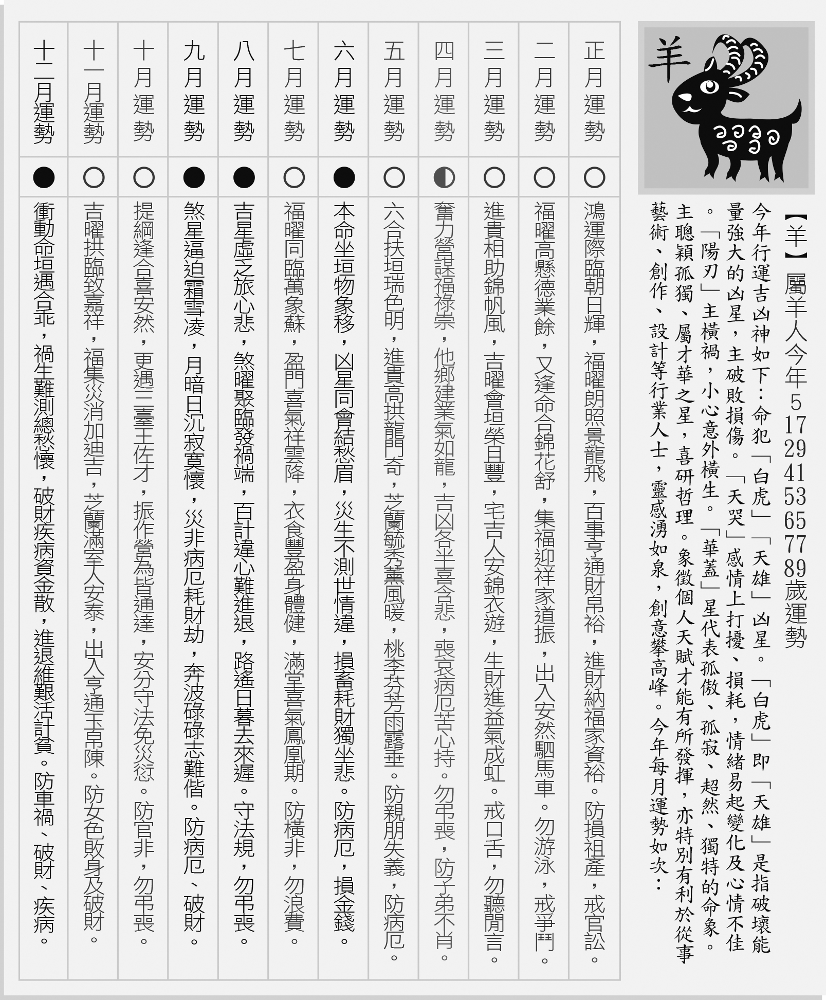 羊
【羊】屬羊人今年５17 29 41 53 65 77 89歲運勢
今年行運吉凶神如下：命犯「白虎」「天雄」凶星。「白虎」即「天雄」是指破壞能
量強大的凶星，主破敗損傷。「天哭」感情上打擾、損耗，情緒易起變化及心情不佳
。「陽刃」主橫禍，小心意外橫生。「華蓋」星代表孤傲、孤寂、超然、獨特的命象。
主聰穎孤獨、屬才華之星，喜研哲理。象徵個人天賦才能有所發揮，亦特別有利於從事
藝術、創作、設計等行業人士，靈感湧如泉，創意攀高峰。今年每月運勢如次：
正月運勢
○
鴻運際臨朝日輝，福曜朗照景龍飛，百事亨通財帛裕，進財納福家資裕。防損祖產，戒官訟。
二月運勢
○
福曜高懸德業餘，又逢命合錦花舒，集福迎祥家道振，出入安然駟馬車。勿游泳，戒爭鬥。
三月運勢
○
進貴相助錦帆風，吉曜會垣榮且豐，宅吉人安錦衣遊，生財進益氣成虹。戒口舌，勿聽閒言。
四月運勢
◐
奮力營謀福祿崇，他鄉建業氣如龍，吉凶各半喜含悲，喪哀病厄苦心持。勿弔喪，防子弟不肖。
五月運勢
○
六合扶垣瑞色明，進貴高拱龍門奇，芝蘭毓秀薰風暖，桃李芬芳雨露垂。防親朋失義，防病厄。
六月運勢
●
本命坐垣物象移，凶星同會結愁眉，災生不測世情違，損畜耗財獨坐悲。防病厄，損金錢。
七月運勢
○
福曜同臨萬象蘇，盈門喜氣祥雲降，衣食豐盈身體健，滿堂喜氣鳳凰期。防橫非，勿浪費。
八月運勢
●
吉星虛乏旅心悲，煞曜聚臨發禍端，百計違心難進退，路遙日暮去來遲。守法規，勿弔喪。
九月運勢
●
煞星逼迫霜雪凌，月暗日沉寂寞懷，災非病厄耗財劫，奔波碌碌志難偕。防病厄、破財。
十月運勢
○
提綱逢合喜安然，更遇三臺王佐才，振作營為皆通達，安分守法免災愆。防官非，勿弔喪。
十一月運勢
○
吉曜拱臨致嘉祥，福集災消加迪吉，芝蘭滿室人安泰，出入亨通玉帛陳。防女色敗身及破財。
十二月運勢
●
衝動命垣遇合乖，禍生難測總愁懷，破財疾病資金散，進退維艱活計貧。防車禍、破財、疾病。